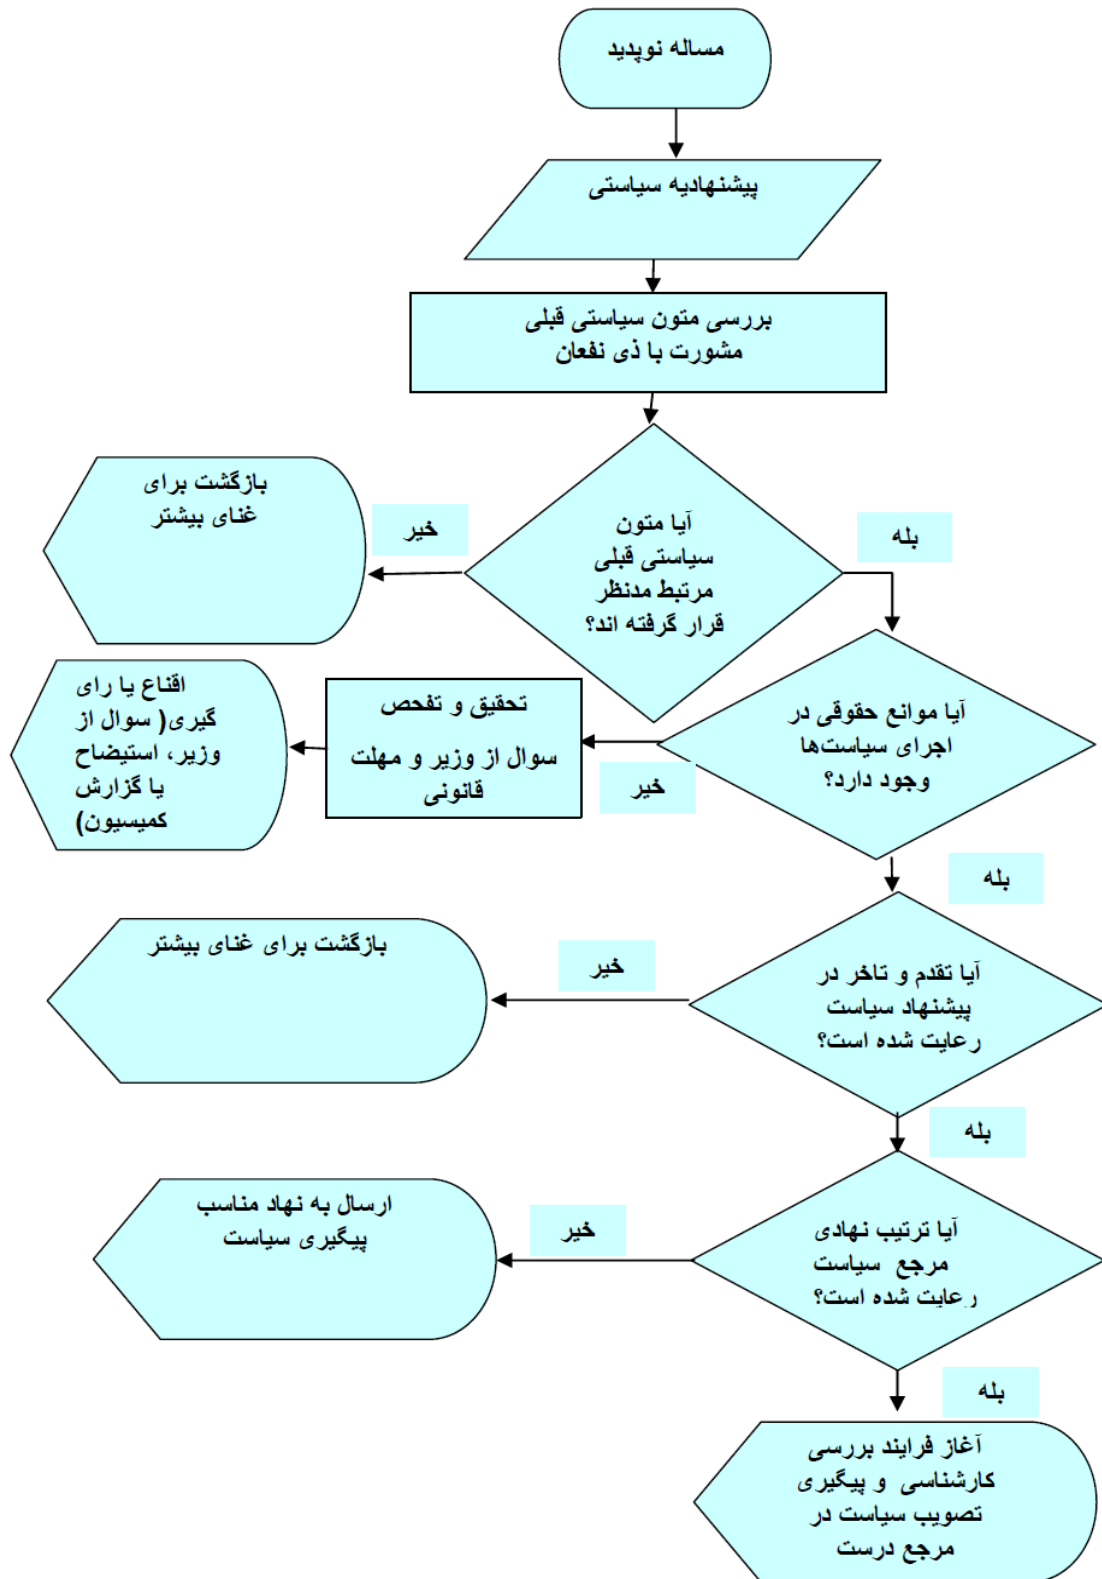 مساله نوپدید
پیشنهادیه سیاستی
بررسی متون سیاستی قبلی
مشورت با ذی نفعان
آیا متون
سیاستی قبلی
مرتبط مدنظر
قرار گرفته اند؟
خیر
بازگشت برای
غنای بیشتر
بله
آیا موانع حقوقی در
اجرای سیاست‌ها
وجود دارد؟
خیر
تحقیق و تفحص
سوال از وزیر و مهلت
قانونی
اقناع یا رای
گیری( سوال از
وزیر، استیضاح
یا گزارش
کمیسیون)
بله
آیا تقدم و تاخر در
پیشنهاد سیاست
رعایت شده است؟
خیر
بازگشت برای غنای بیشتر
بله
آیا ترتیب نهادی
مرجع سیاست
رعایت شده است؟
خیر
ارسال به نهاد مناسب
پیگیری سیاست
بله
آغاز فرایند بررسی
کارشناسی و پیگیری
تصویب سیاست در
مرجع درست